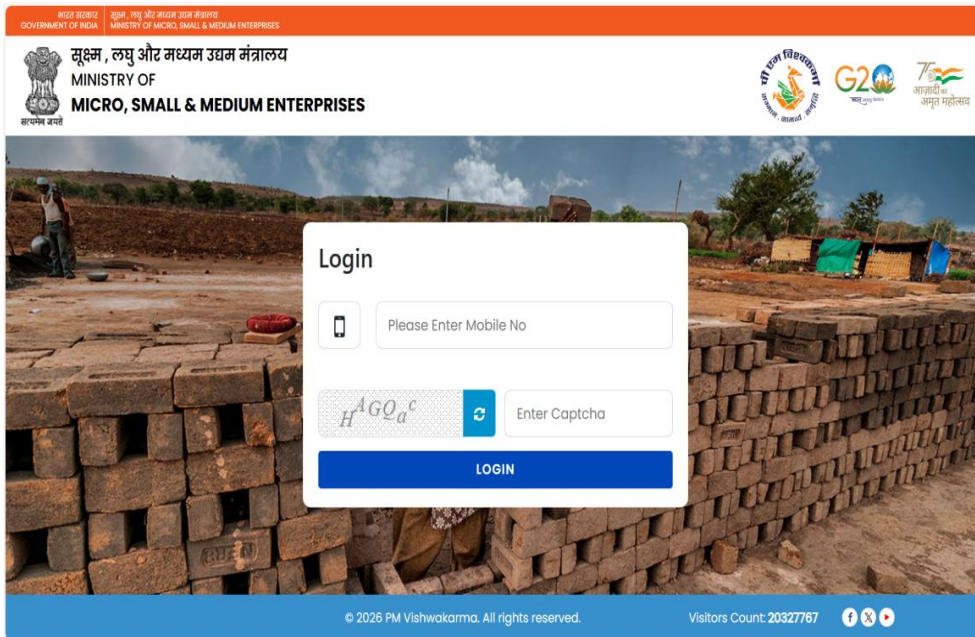 भारत सरकार
GOVERNMENT OF INDIA
सूक्ष्म, लघु और मध्यम उद्यम मंत्रालय
MINISTRY OF MICRO, SMALL & MEDIUM ENTERPRISES
सत्यमेव जयते
सूक्ष्म , लघु और मध्यम उद्यम मंत्रालय
MINISTRY OF
MICRO, SMALL & MEDIUM ENTERPRISES
पी एम विश्वकर्मा
G20
75
आज़ादी का
अमृत महोत्सव
Login
Please Enter Mobile No
HAGQac
Enter Captcha
LOGIN
© 2026 PM Vishwakarma. All rights reserved.
Visitors Count: 20327767